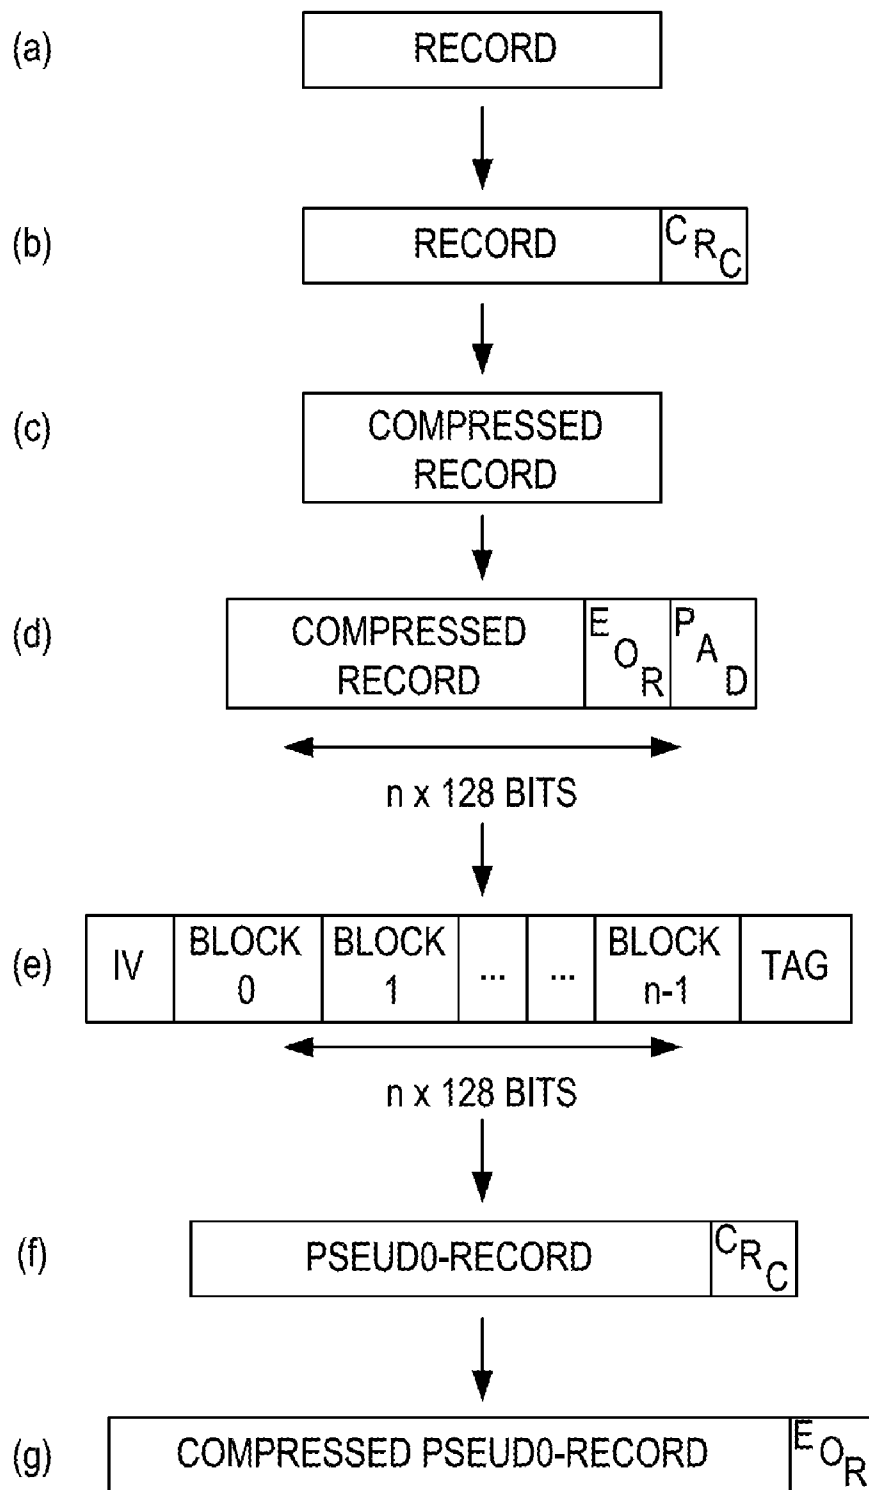 (a) RECORD
(b) RECORD CRC
(c) COMPRESSED
RECORD
(d) COMPRESSED
RECORD EOR PAD
n x 128 BITS
(e) IV BLOCK 0 BLOCK 1 ... ... BLOCK n-1 TAG
n x 128 BITS
(f) PSEUD0-RECORD CRC
(g) COMPRESSED PSEUD0-RECORD EOR